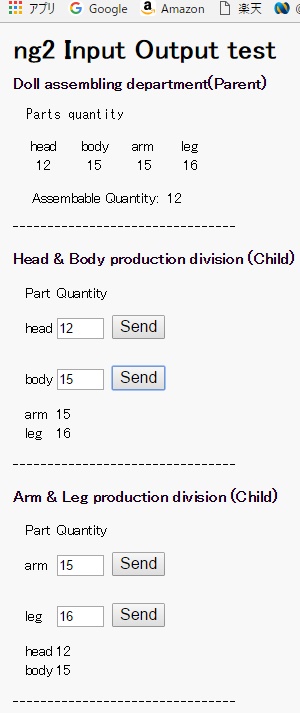 アプリ Google Amazon 楽天
ng2 Input Output test
Doll assembling department(Parent)
Parts quantity
head body arm leg
12 15 15 16
Assembable Quantity: 12
--------------------------------
Head & Body production division (Child)
Part Quantity
head 12 Send
body 15 Send
arm 15
leg 16
--------------------------------
Arm & Leg production division (Child)
Part Quantity
arm 15 Send
leg 16 Send
head 12
body 15
--------------------------------